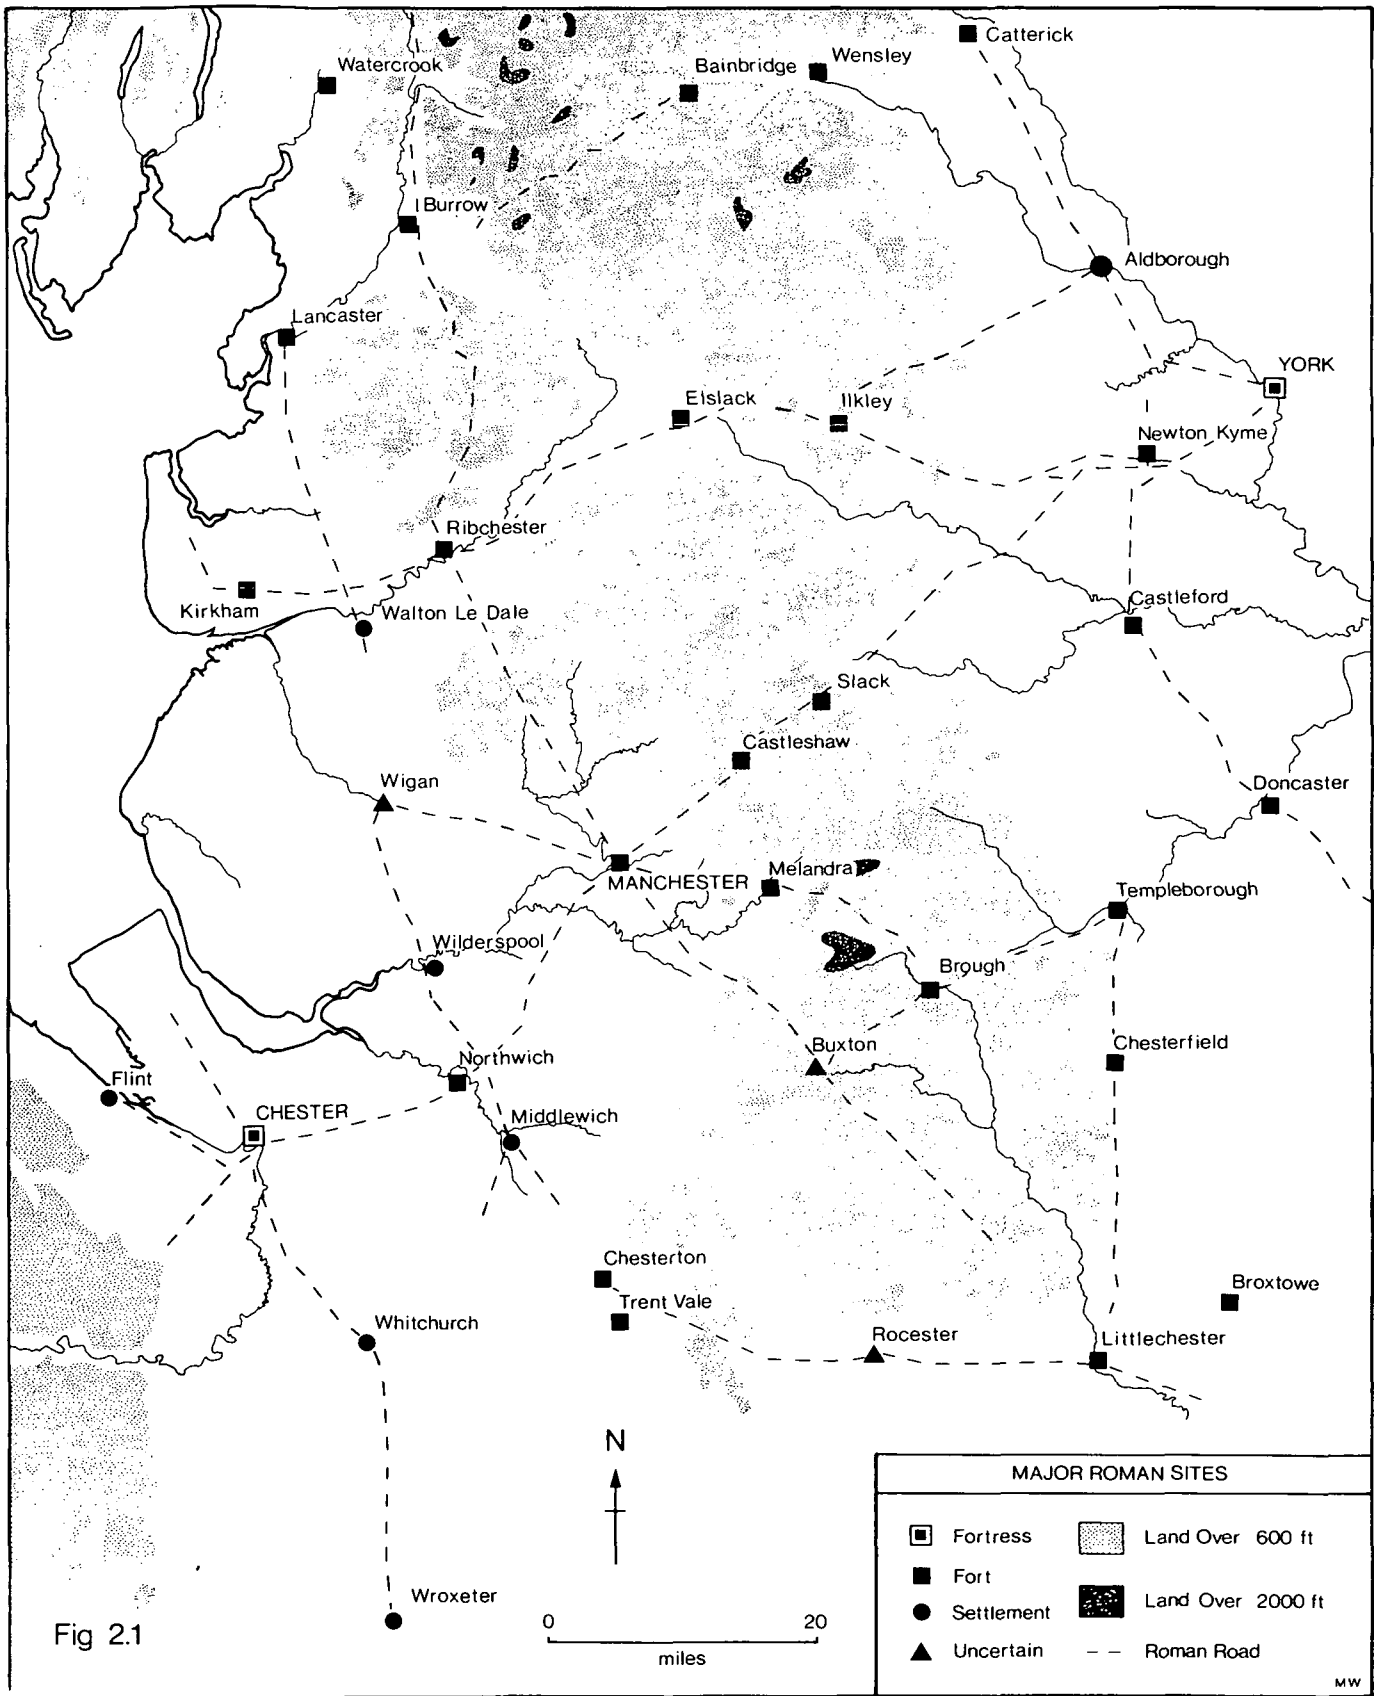 Catterick
Wensley
Watercrook
Bainbridge
Burrow
Aldborough
Lancaster
YORK
Elslack
Ilkley
Newton Kyme
Ribchester
Kirkham
Walton Le Dale
Castleford
Slack
Castleshaw
Wigan
Doncaster
MANCHESTER
Melandra
Templeborough
Wilderspool
Brough
Northwich
Buxton
Chesterfield
Flint
CHESTER
Middlewich
Chesterton
Broxtowe
Trent Vale
Whitchurch
Rocester
Littlechester
N
MAJOR ROMAN SITES
Fortress
Land Over 600 ft
Fort
Settlement
Land Over 2000 ft
Uncertain
Roman Road
Wroxeter
Fig 2.1
0 20
miles
MW